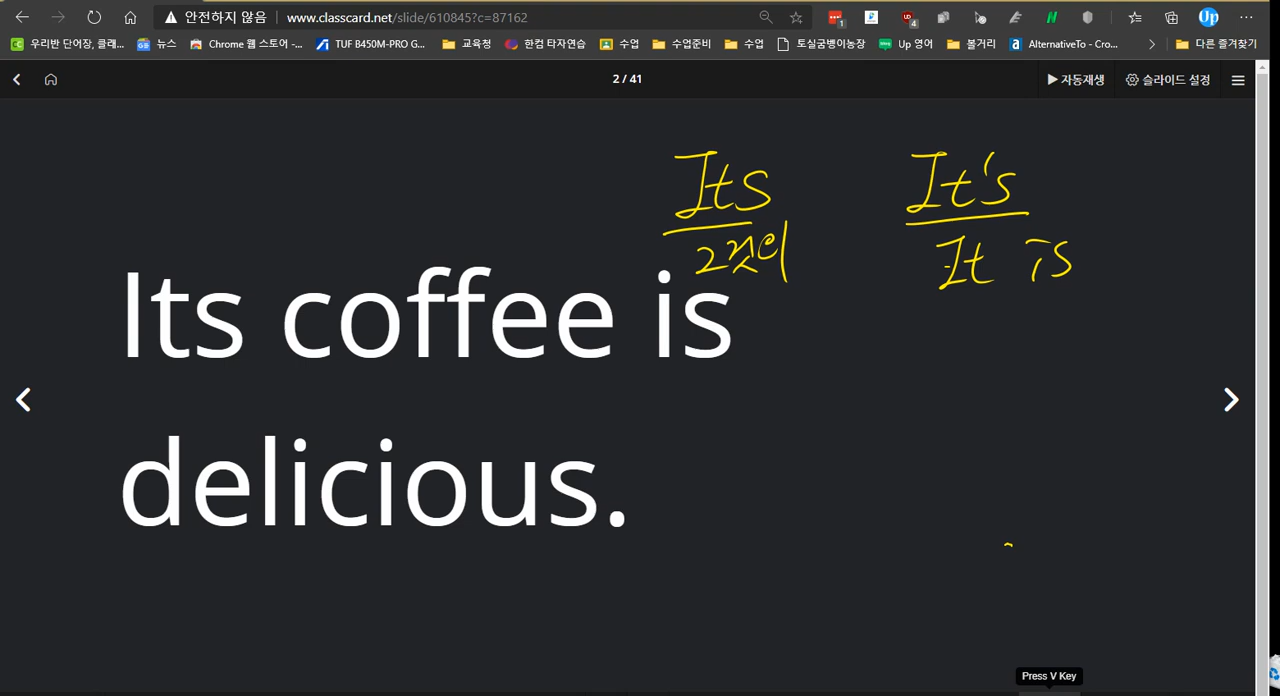 안전하지 않음 www.classcard.net/slide/610845?c=87162
우리반 단어장, 클래... 뉴스 Chrome 웹 스토어 -... TUF B450M-PRO G... 교육청 한컴 타자연습 수업 수업준비 수업 토실굼벵이농장 Up 영어 볼거리 AlternativeTo - Cro... 다른 즐겨찾기
2 / 41 자동재생 슬라이드 설정
Its It's
그것의 It is
Its coffee is
delicious.
Press V Key